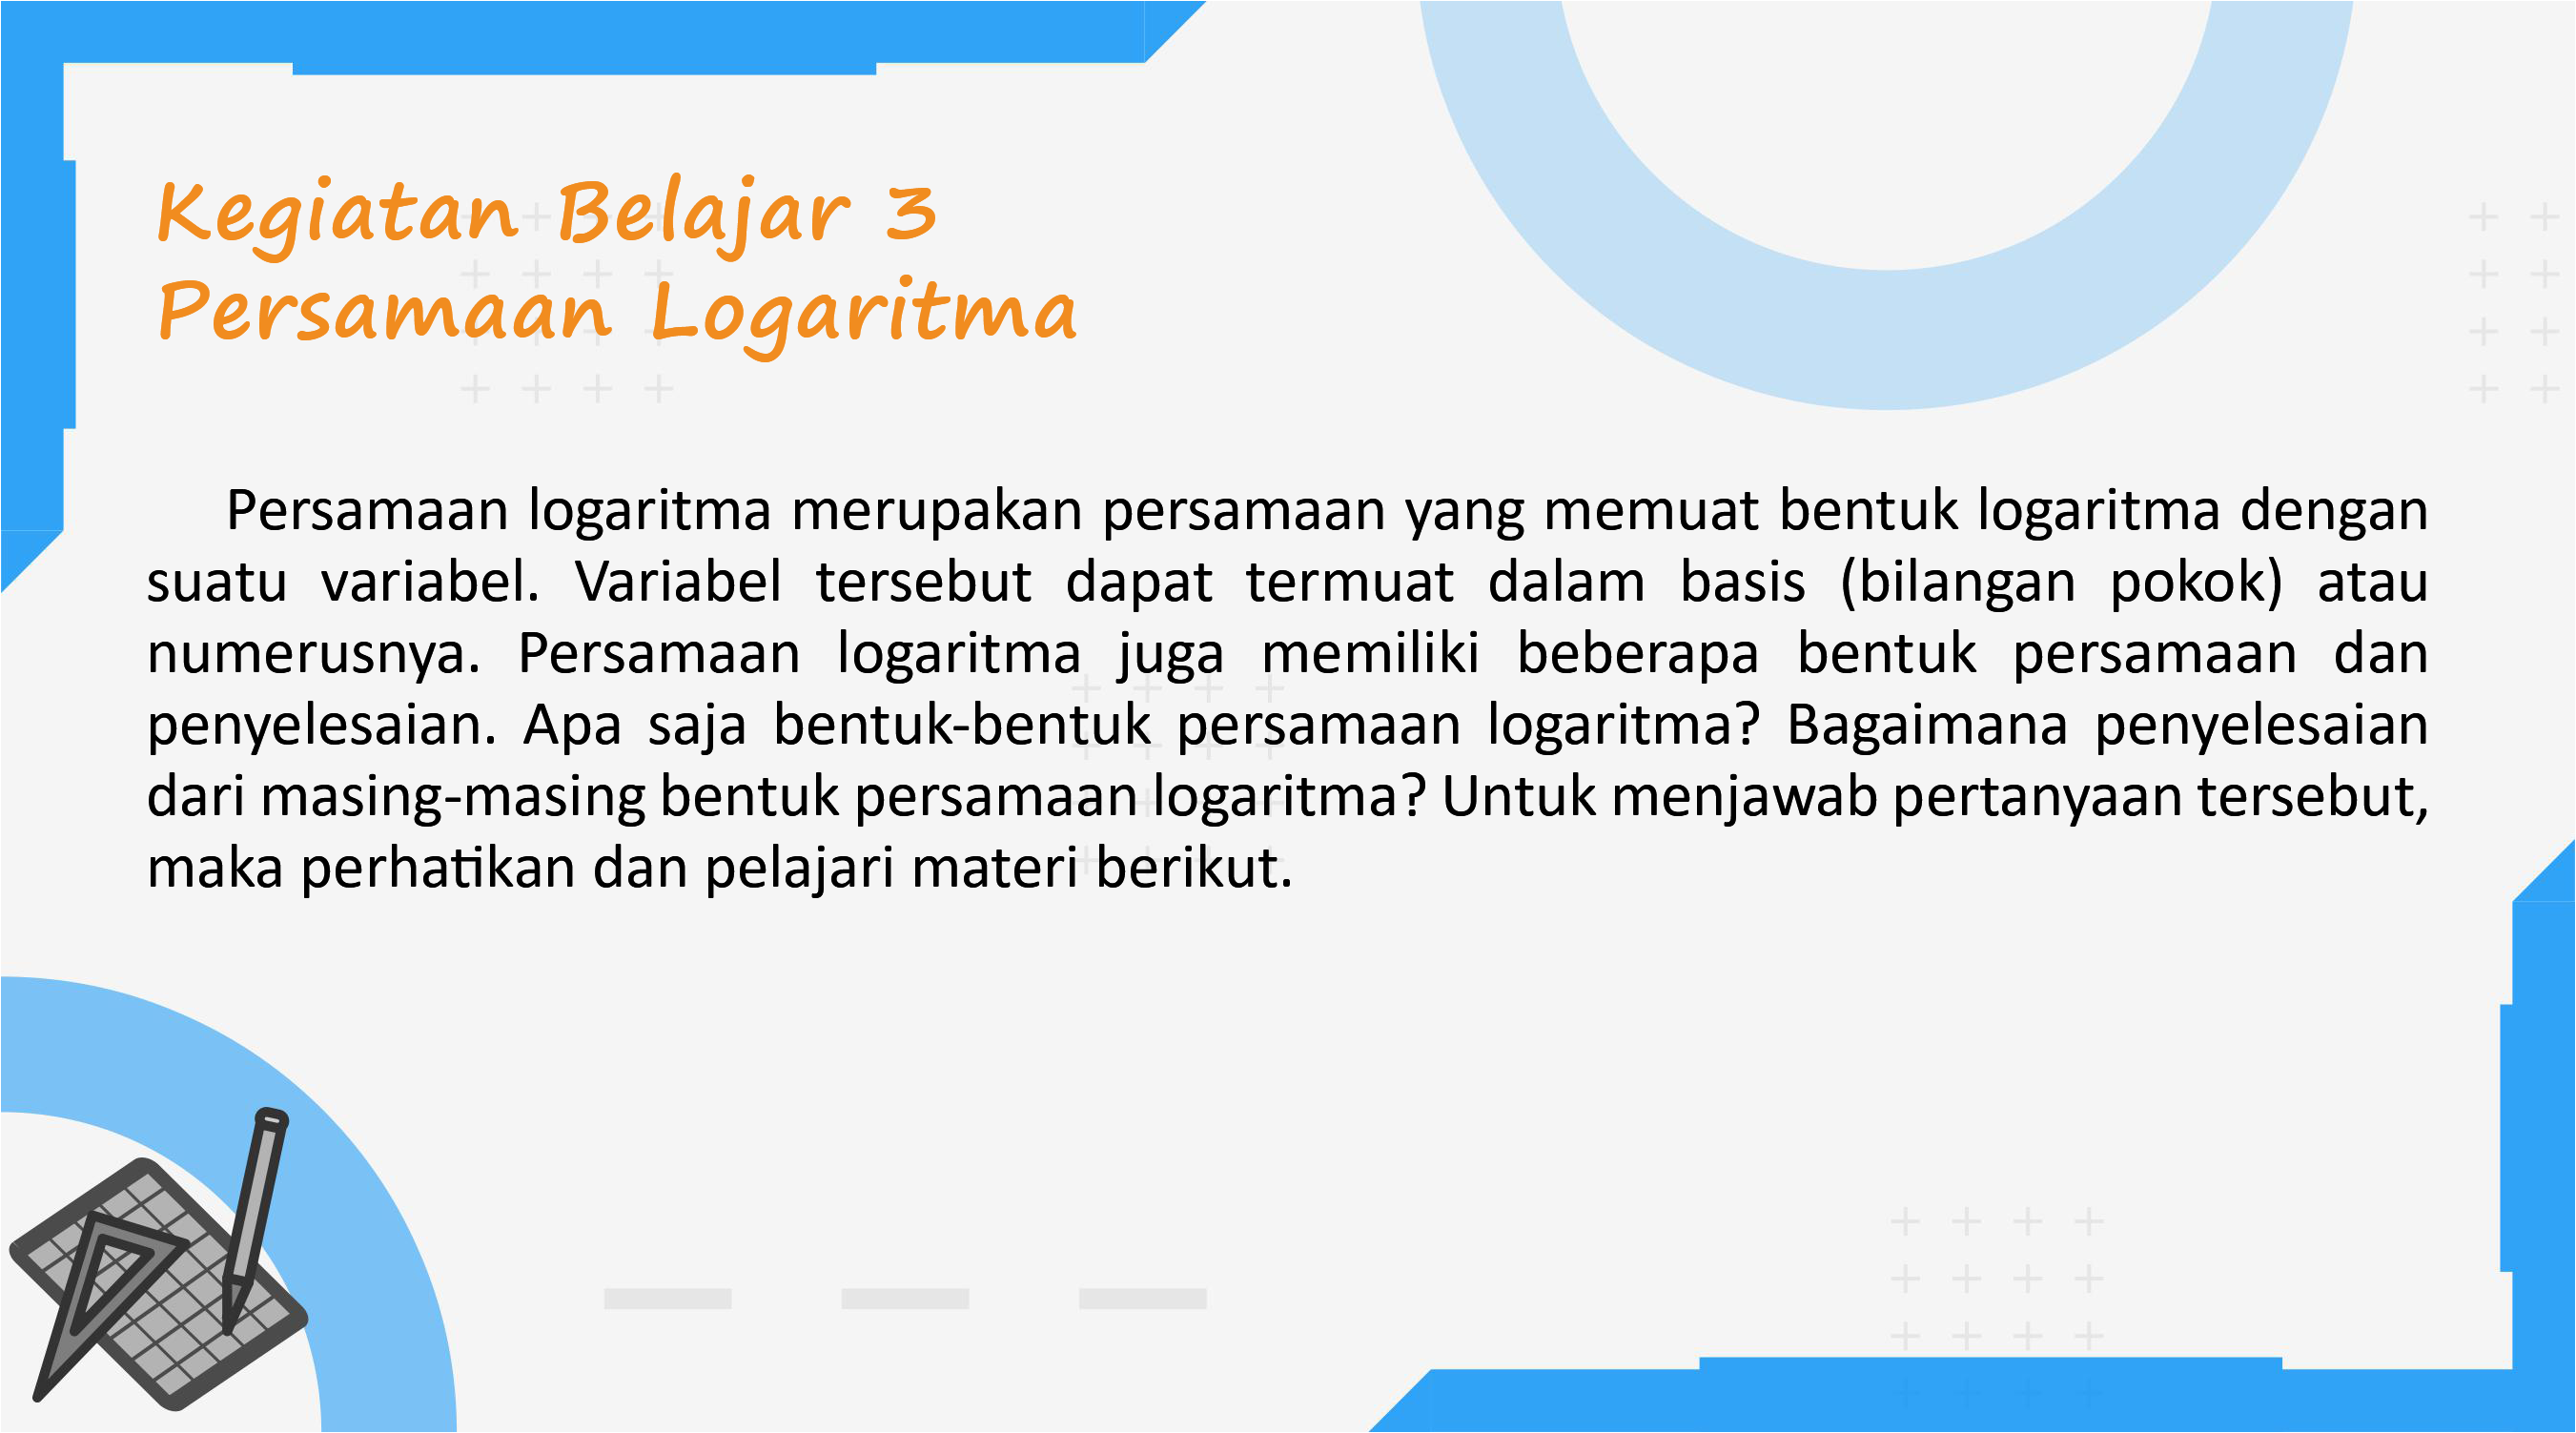 Kegiatan Belajar 3
Persamaan Logaritma
Persamaan logaritma merupakan persamaan yang memuat bentuk logaritma dengan
suatu variabel. Variabel tersebut dapat termuat dalam basis (bilangan pokok) atau
numerusnya. Persamaan logaritma juga memiliki beberapa bentuk persamaan dan
penyelesaian. Apa saja bentuk-bentuk persamaan logaritma? Bagaimana penyelesaian
dari masing-masing bentuk persamaan logaritma? Untuk menjawab pertanyaan tersebut,
maka perhatikan dan pelajari materi berikut.